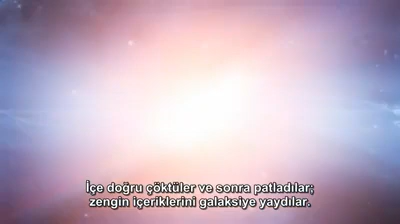 İçe doğru çöktüler ve sonra patladılar;
zengin içeriklerini galaksiye yaydılar.